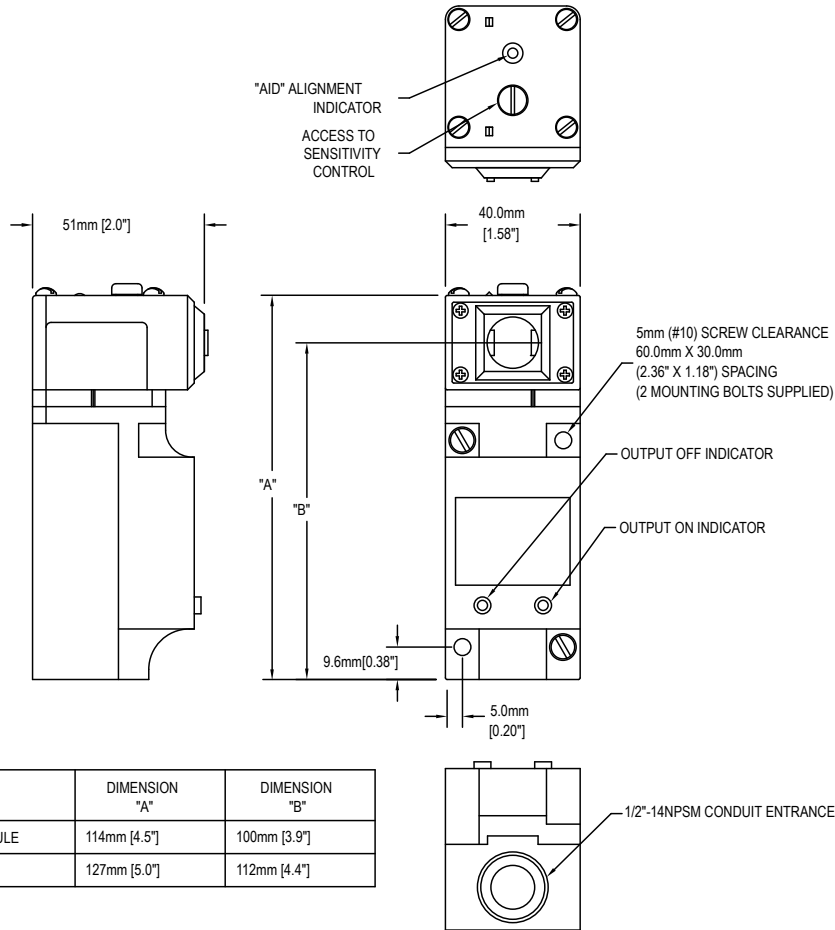 "AID" ALIGNMENT
INDICATOR
ACCESS TO
SENSITIVITY
CONTROL
51mm [2.0"]
40.0mm
[1.58"]
5mm (#10) SCREW CLEARANCE
60.0mm X 30.0mm
(2.36" X 1.18") SPACING
(2 MOUNTING BOLTS SUPPLIED)
"A"
"B"
OUTPUT OFF INDICATOR
OUTPUT ON INDICATOR
9.6mm[0.38"]
5.0mm
[0.20"]
DIMENSION
"A"
DIMENSION
"B"
114mm [4.5"]
100mm [3.9"]
127mm [5.0"]
112mm [4.4"]
1/2"-14NPSM CONDUIT ENTRANCE